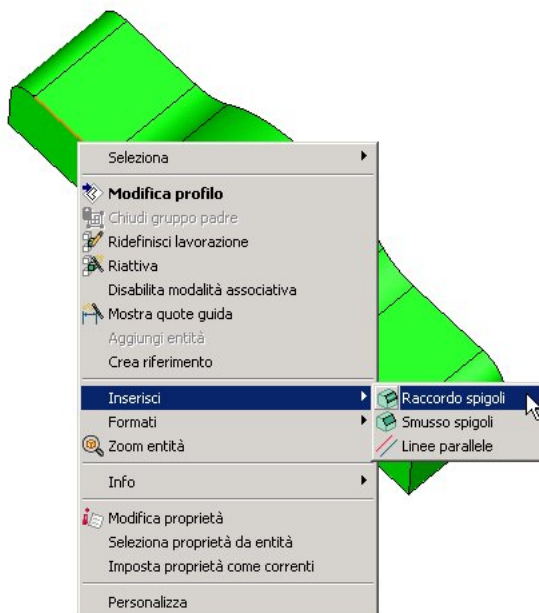 Seleziona
Modifica profilo
Chiudi gruppo padre
Ridefinisci lavorazione
Riattiva
Disabilita modalità associativa
Mostra quote guida
Aggiungi entità
Crea riferimento
Inserisci
Raccordo spigoli
Formati
Smusso spigoli
Zoom entità
Linee parallele
Info
Modifica proprietà
Seleziona proprietà da entità
Imposta proprietà come correnti
Personalizza